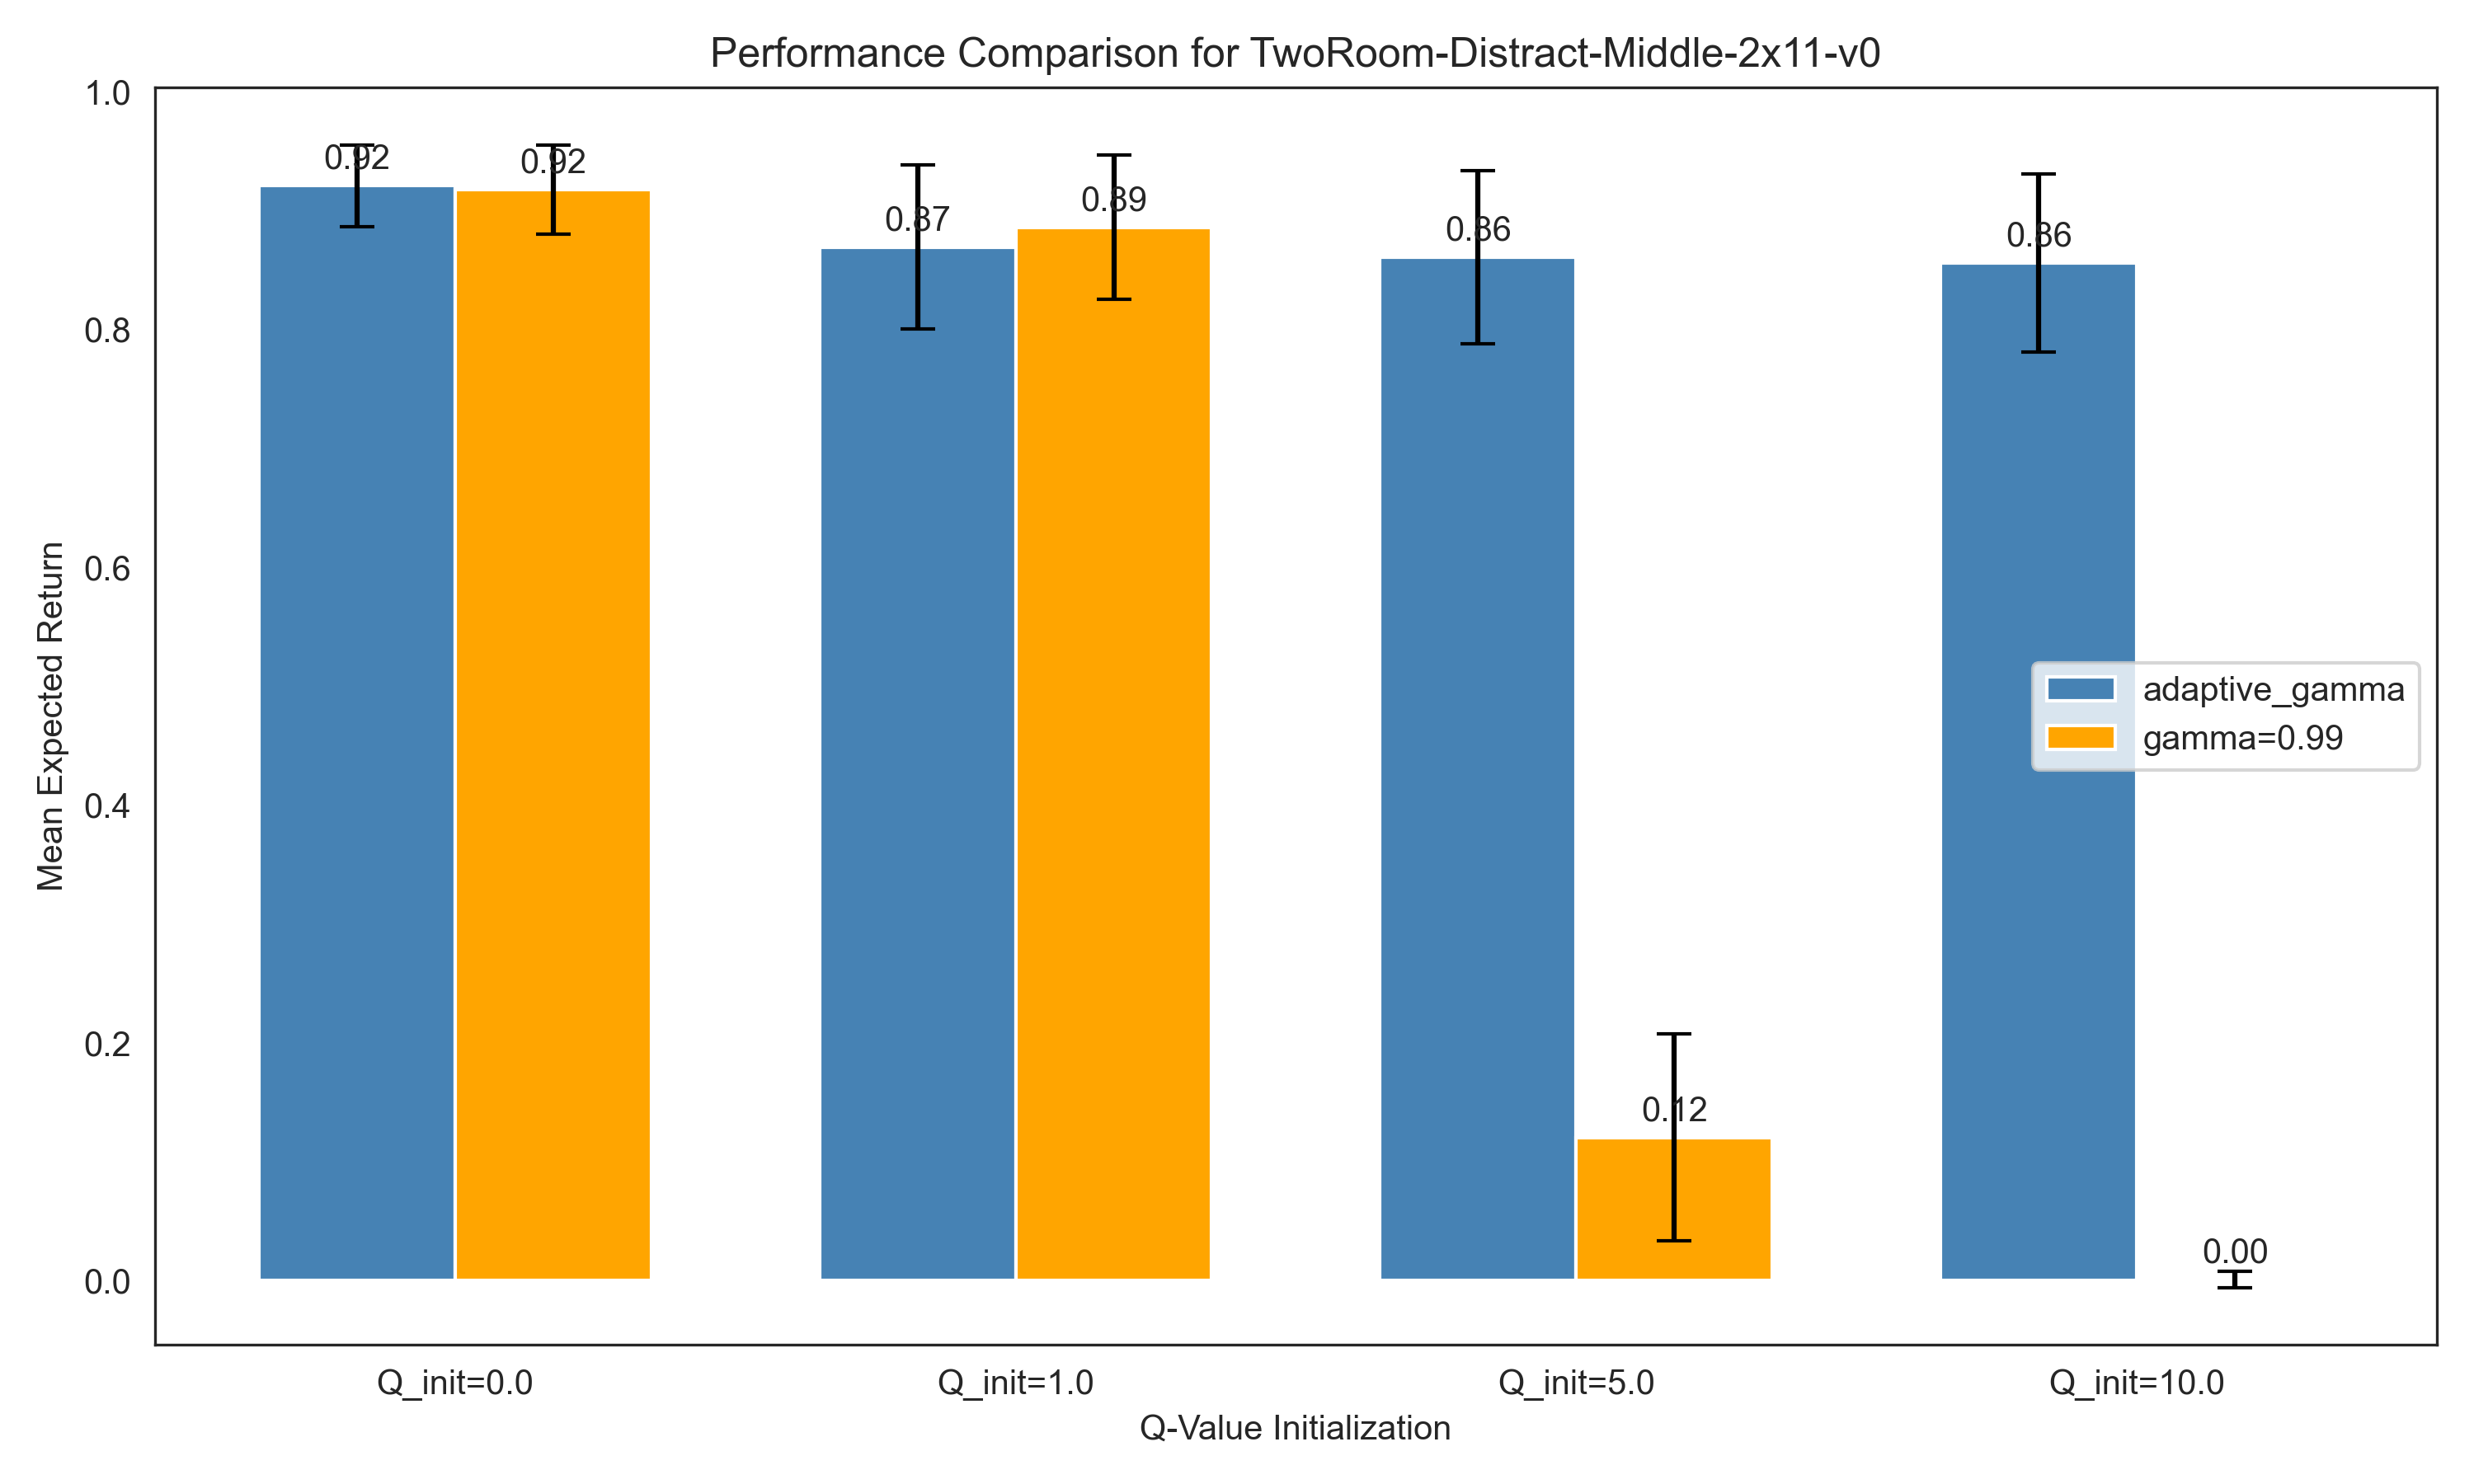 Performance Comparison for TwoRoom-Distract-Middle-2x11-v0
1.0
0.8
0.6
0.4
0.2
0.0
Mean Expected Return
0.92
0.92
0.87
0.89
0.86
0.12
0.86
0.00
adaptive_gamma
gamma=0.99
Q_init=0.0
Q_init=1.0
Q_init=5.0
Q_init=10.0
Q-Value Initialization